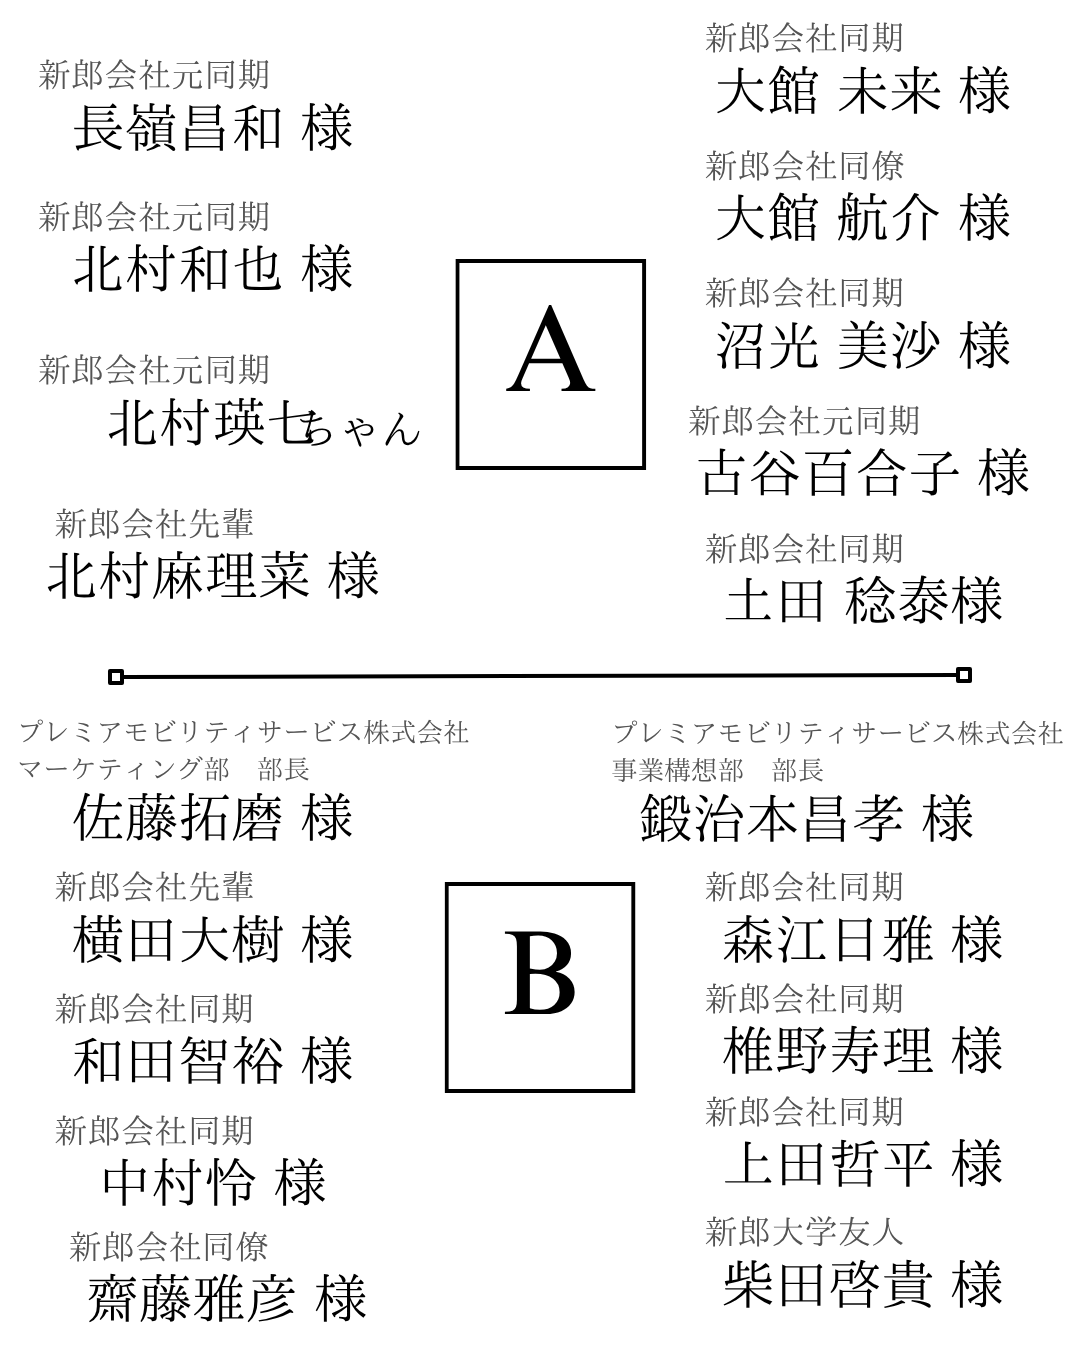 新郎会社元同期
長嶺昌和 様
新郎会社元同期
北村和也 様
新郎会社元同期
北村瑛七ちゃん
新郎会社先輩
北村麻理菜 様
A
新郎会社同期
大館 未来 様
新郎会社同僚
大館 航介 様
新郎会社同期
沼光 美沙 様
新郎会社元同期
古谷百合子 様
新郎会社同期
土田 稔泰様
プレミアモビリティサービス株式会社
マーケティング部　部長
佐藤拓磨 様
新郎会社先輩
横田大樹 様
新郎会社同期
和田智裕 様
新郎会社同期
中村怜 様
新郎会社同僚
齋藤雅彦 様
B
プレミアモビリティサービス株式会社
事業構想部　部長
鍛治本昌孝 様
新郎会社同期
森江日雅 様
新郎会社同期
椎野寿理 様
新郎会社同期
上田哲平 様
新郎大学友人
柴田啓貴 様